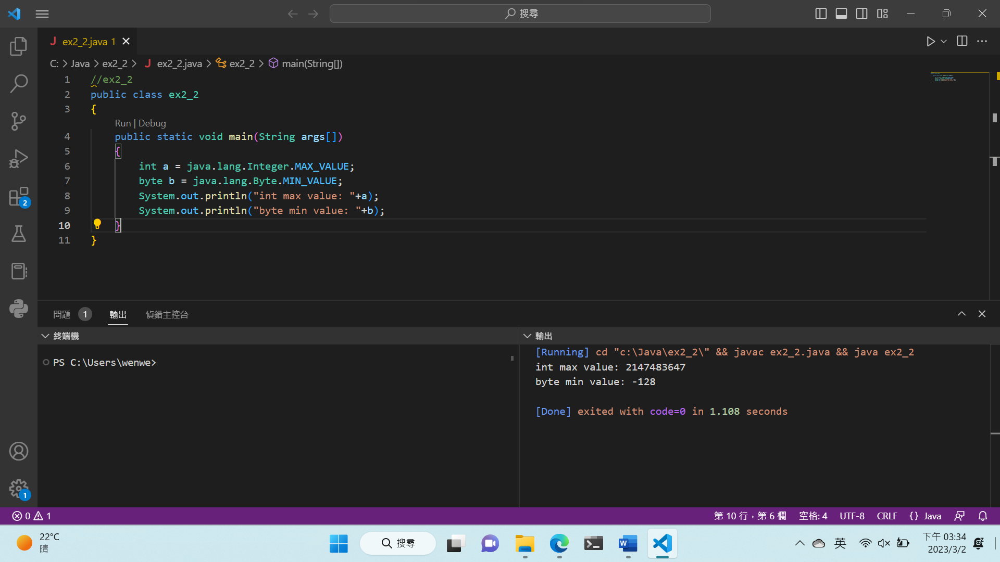 搜尋
J ex2_2.java 1
C: > Java > ex2_2 > J ex2_2.java > ex2_2 > main(String[])
1 //ex2_2
2 public class ex2_2
3 {
Run | Debug
4 public static void main(String args[])
5 {
6 int a = java.lang.Integer.MAX_VALUE;
7 byte b = java.lang.Byte.MIN_VALUE;
8 System.out.println("int max value: "+a);
9 System.out.println("byte min value: "+b);
10 }
11 }
2
問題 1 輸出 偵錯主控台
終端機
PS C:\Users\wenwe>
輸出
[Running] cd "c:\Java\ex2_2\" && javac ex2_2.java && java ex2_2
int max value: 2147483647
byte min value: -128
[Done] exited with code=0 in 1.108 seconds
1
0 1 第 10 行，第 6 欄 空格: 4 UTF-8 CRLF {} Java
22°C
晴
搜尋
英
下午 03:34
2023/3/2